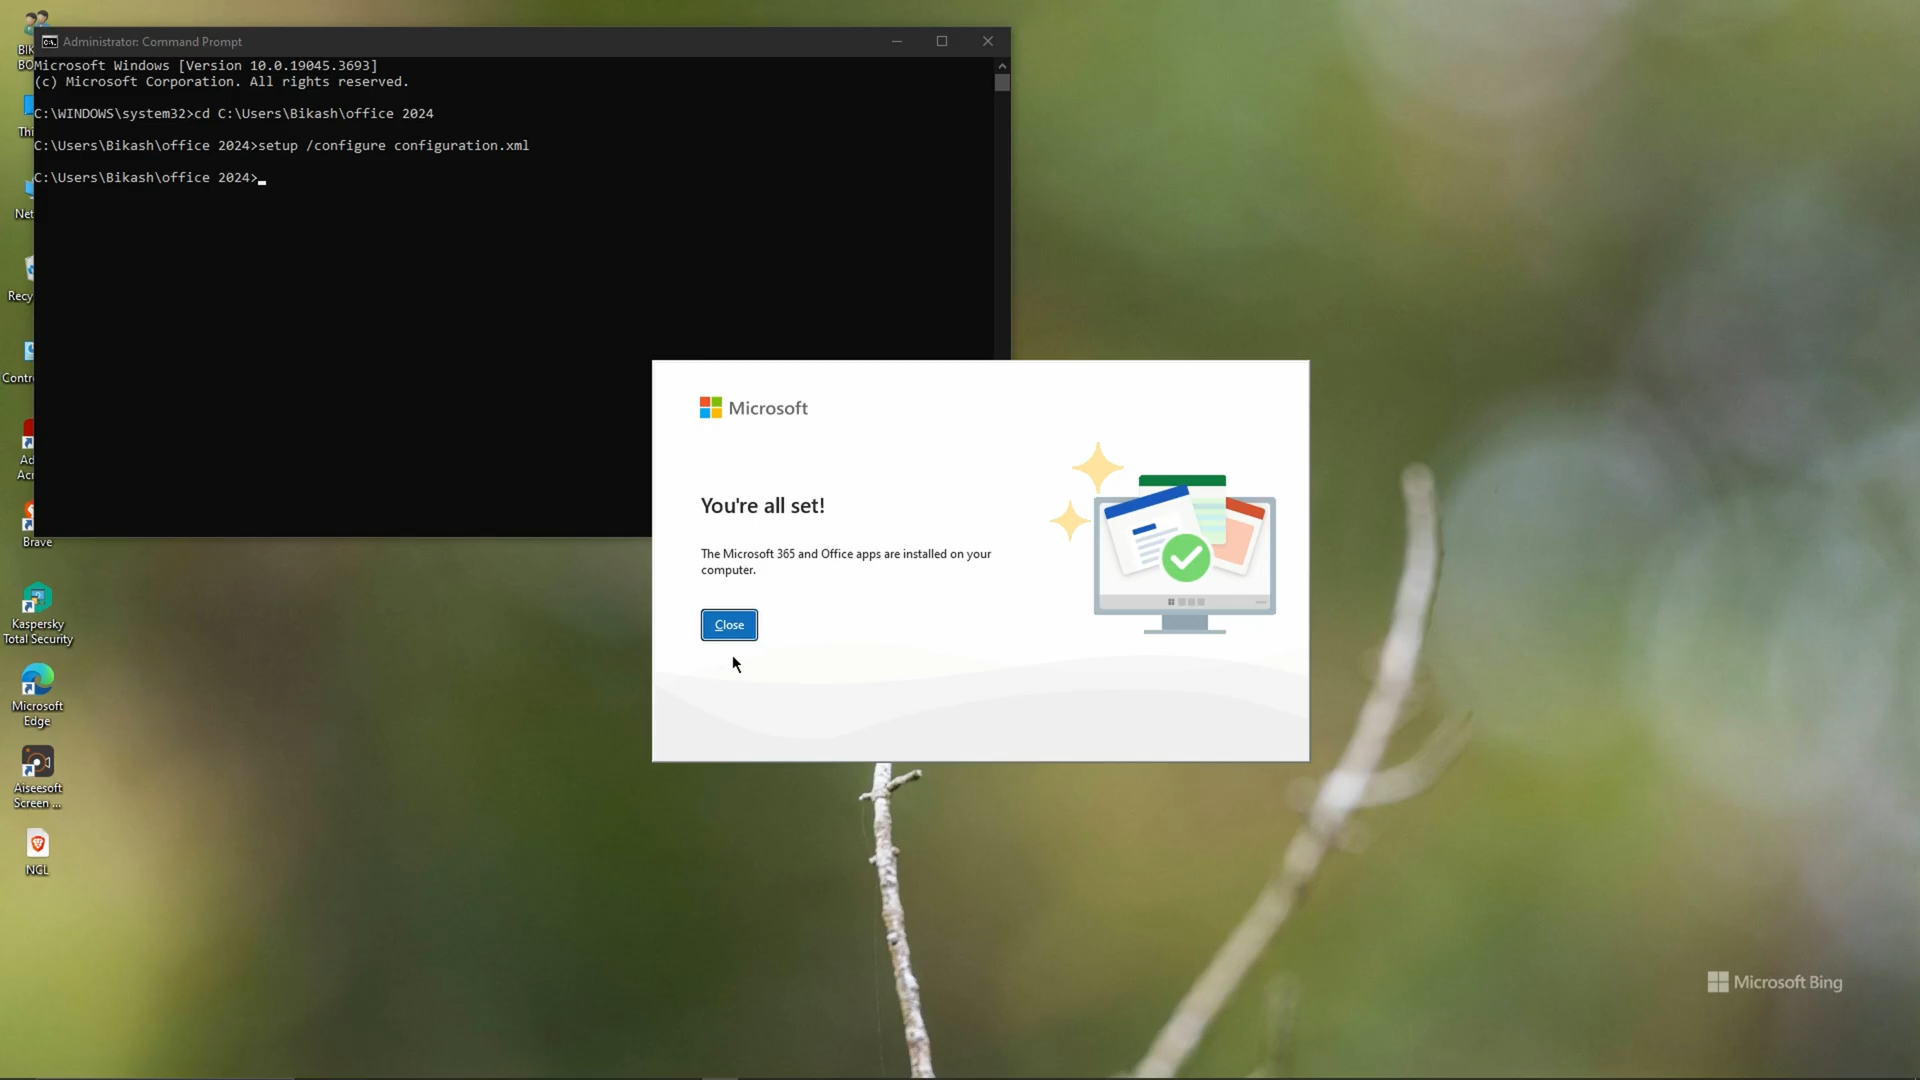 Administrator: Command Prompt
Microsoft Windows [Version 10.0.19045.3693]
(c) Microsoft Corporation. All rights reserved.
C:\WINDOWS\system32>cd C:\Users\Bikash\office 2024
C:\Users\Bikash\office 2024>setup /configure configuration.xml
C:\Users\Bikash\office 2024>
Microsoft
You're all set!
The Microsoft 365 and Office apps are installed on your
computer.
Close
Brave
Kaspersky
Total Security
Microsoft
Edge
Aiseesoft
Screen ...
NCL
Microsoft Bing